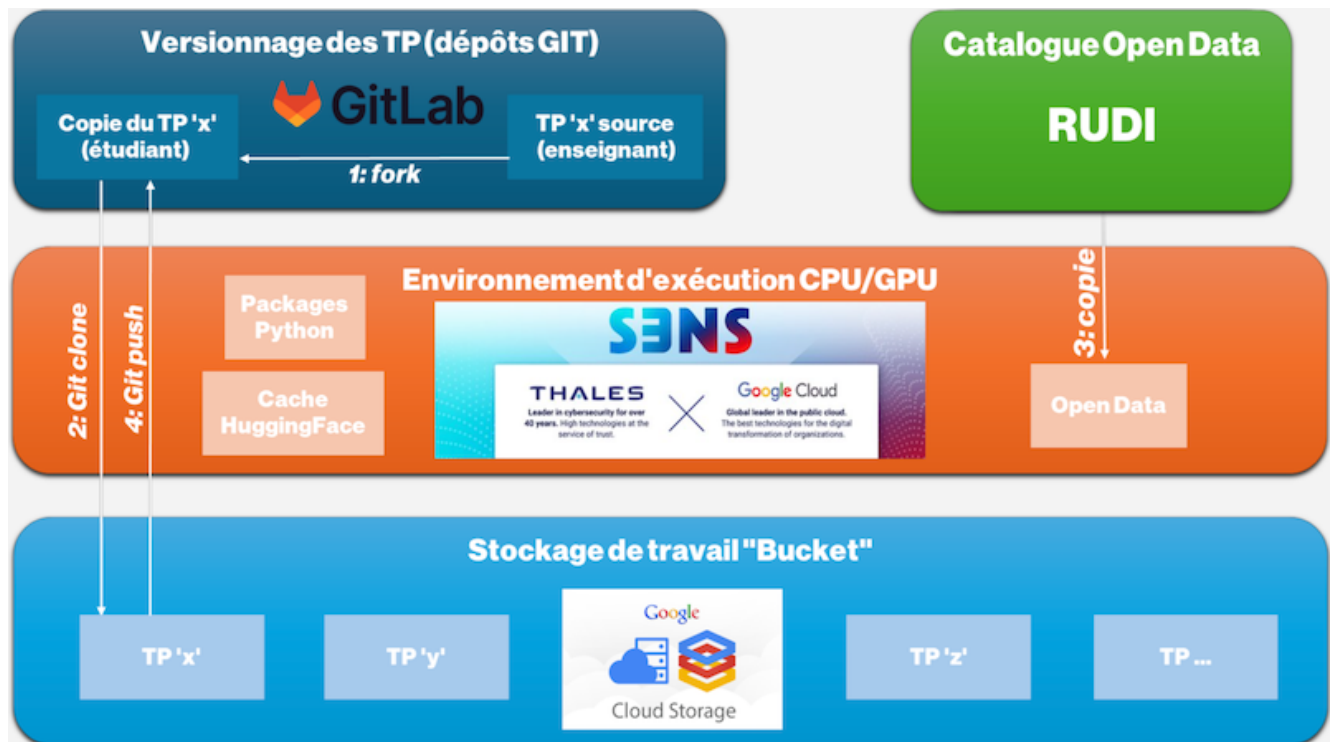 Versionnage des TP (dépôts GIT)
GitLab
Copie du TP 'x'
(étudiant)
TP 'x' source
(enseignant)
1: fork
Catalogue Open Data
RUDI
2: Git clone
4: Git push
3: copie
Environnement d'exécution CPU/GPU
Packages
Python
Cache
HuggingFace
S3NS
THALES
Leader in cybersecurity for over
40 years. High technologies at the
service of trust.
Google Cloud
Global leader in the public cloud.
The best technologies for the digital
transformation of organizations.
Open Data
Stockage de travail "Bucket"
TP 'x'
TP 'y'
Google
Cloud Storage
TP 'z'
TP ...